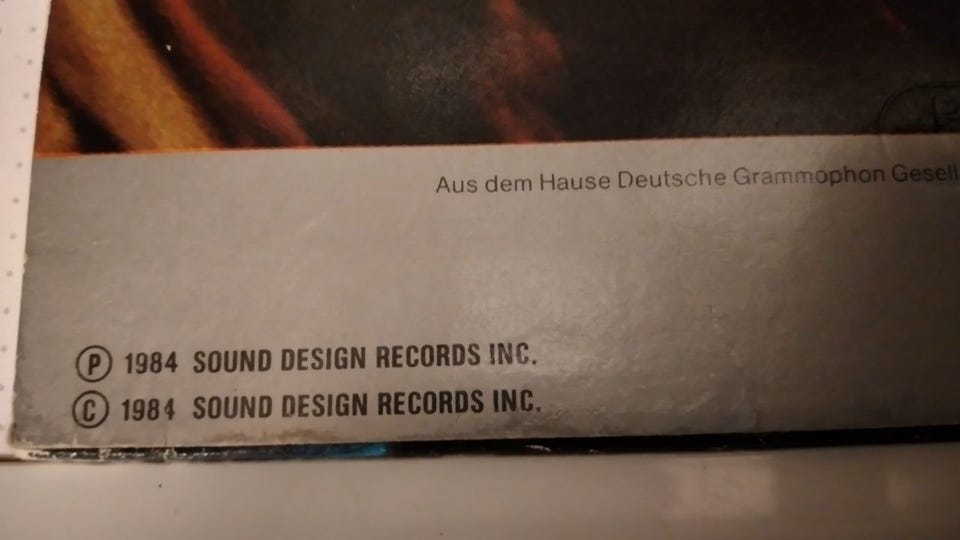 Aus dem Hause Deutsche Grammophon Gesell
Ⓟ 1984 SOUND DESIGN RECORDS INC.
© 1984 SOUND DESIGN RECORDS INC.